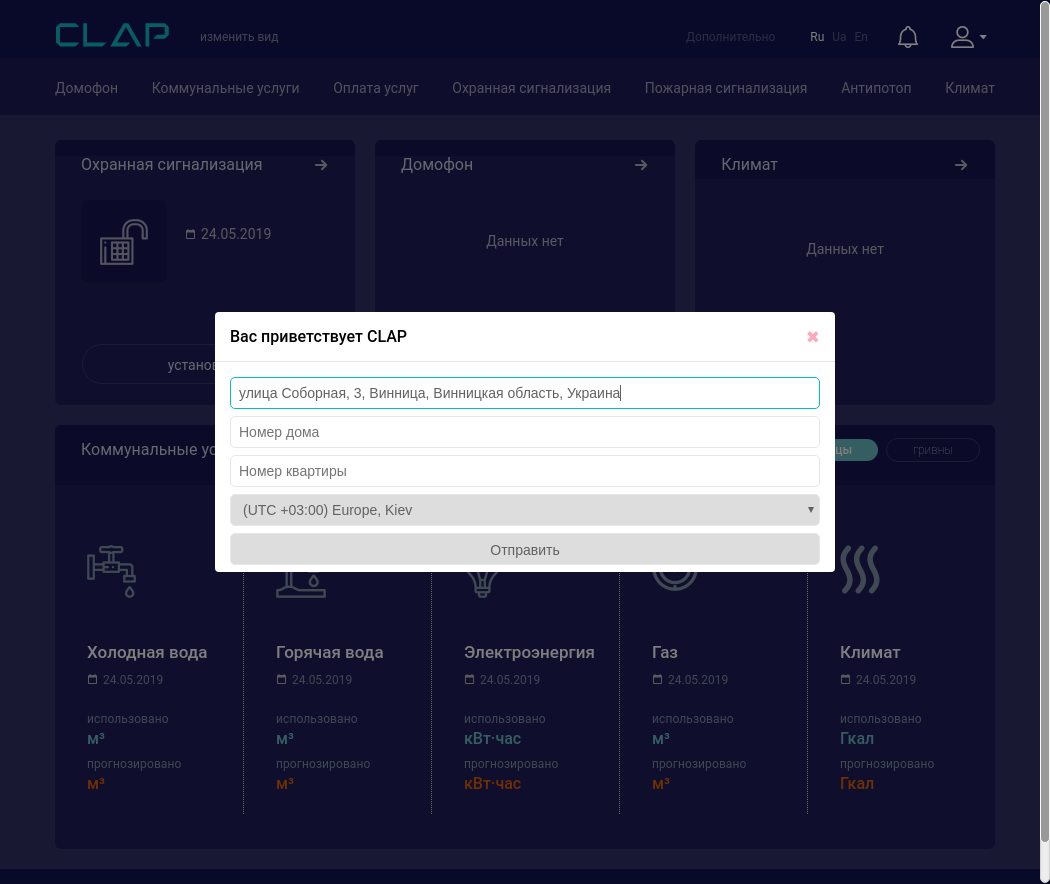 CLAP
изменить вид
Дополнительно
Ru Ua En
Домофон Коммунальные услуги Оплата услуг Охранная сигнализация Пожарная сигнализация Антипотоп Климат
Охранная сигнализация
24.05.2019
установ
Домофон
Данных нет
Климат
Данных нет
Вас приветствует CLAP
улица Соборная, 3, Винница, Винницкая область, Украина
Номер дома
Номер квартиры
(UTC +03:00) Europe, Kiev
Отправить
Коммунальные ус
цы
гривны
Холодная вода
24.05.2019
использовано
м³
прогнозировано
м³
Горячая вода
24.05.2019
использовано
м³
прогнозировано
м³
Электроэнергия
24.05.2019
использовано
кВт·час
прогнозировано
кВт·час
Газ
24.05.2019
использовано
м³
прогнозировано
м³
Климат
24.05.2019
использовано
Гкал
прогнозировано
Гкал